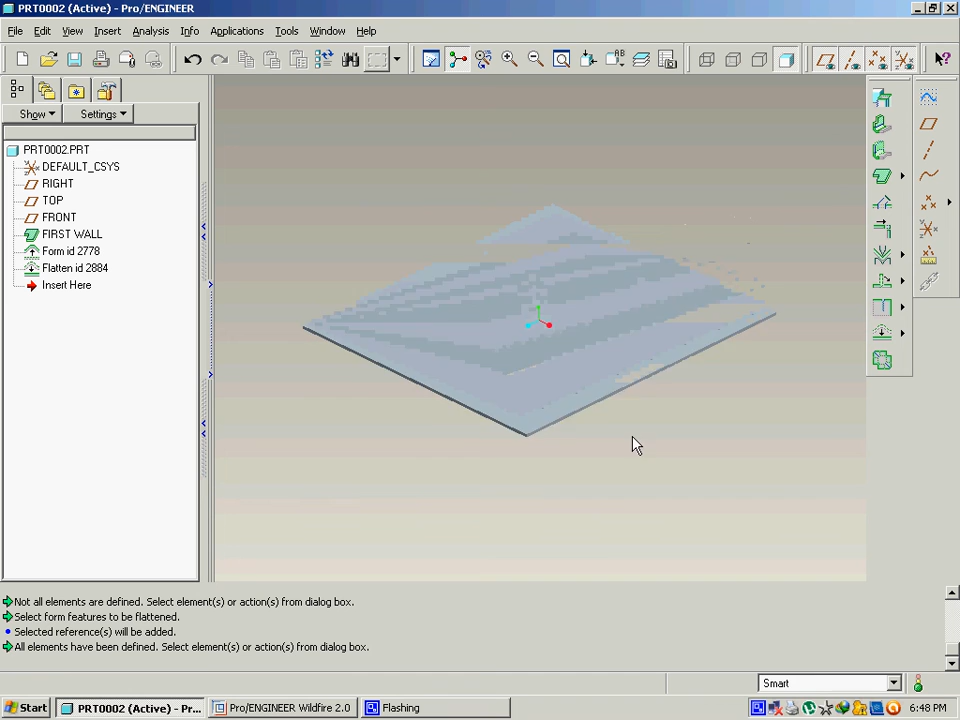 PRT0002 (Active) - Pro/ENGINEER
File Edit View Insert Analysis Info Applications Tools Window Help
Show Settings
PRT0002.PRT
DEFAULT_CSYS
RIGHT
TOP
FRONT
FIRST WALL
Form id 2778
Flatten id 2884
Insert Here
Not all elements are defined. Select element(s) or action(s) from dialog box.
Select form features to be flattened.
Selected reference(s) will be added.
All elements have been defined. Select element(s) or action(s) from dialog box.
Smart
Start PRT0002 (Active) - Pr... Pro/ENGINEER Wildfire 2.0 Flashing 6:48 PM